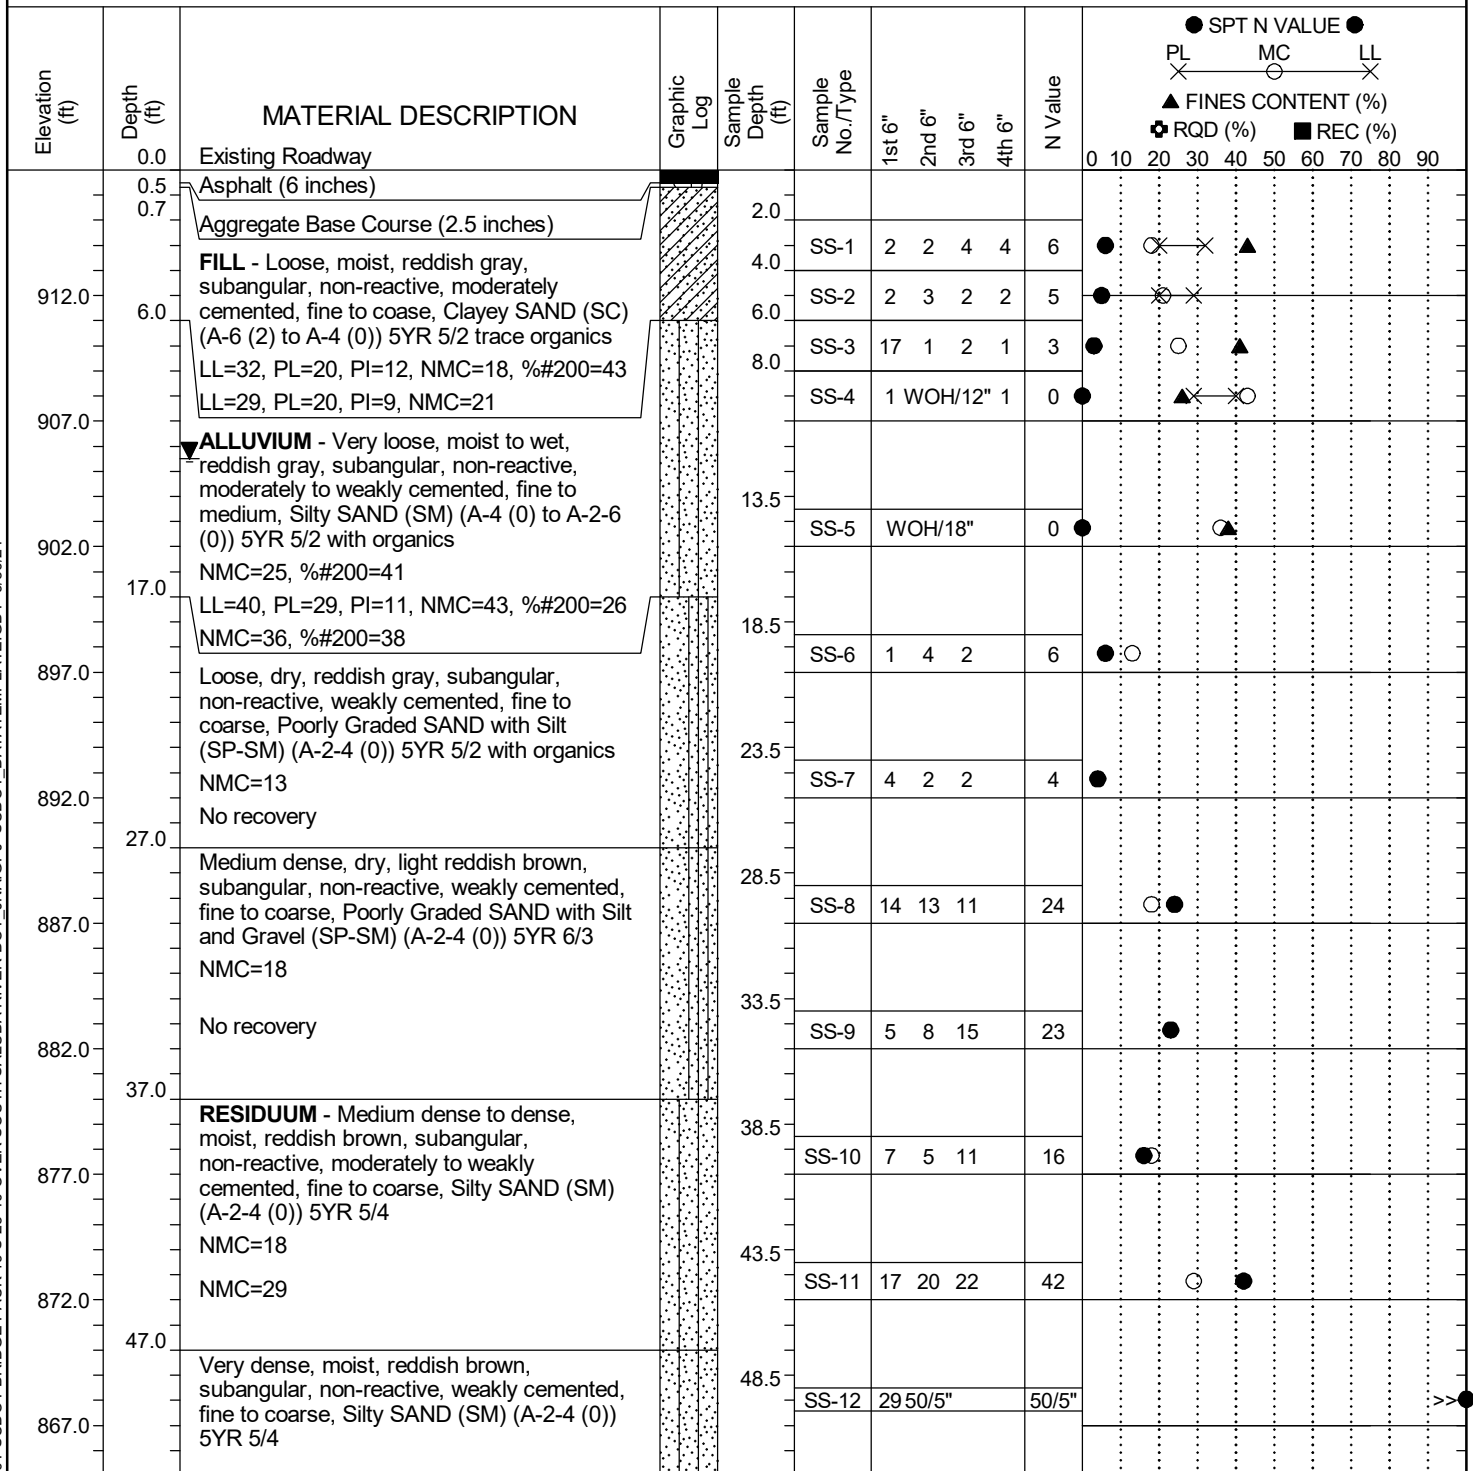 Elevation (ft)
Depth (ft)
MATERIAL DESCRIPTION
Graphic Log
Sample Depth (ft)
Sample No./Type
1st 6"
2nd 6"
3rd 6"
4th 6"
N Value
SPT N VALUE
PL MC LL
FINES CONTENT (%)
RQD (%) REC (%)
0 10 20 30 40 50 60 70 80 90
0.0 Existing Roadway
0.5 Asphalt (6 inches)
0.7
Aggregate Base Course (2.5 inches)
2.0
FILL - Loose, moist, reddish gray,
subangular, non-reactive, moderately
cemented, fine to coase, Clayey SAND (SC)
(A-6 (2) to A-4 (0)) 5YR 5/2 trace organics
LL=32, PL=20, PI=12, NMC=18, %#200=43
LL=29, PL=20, PI=9, NMC=21
SS-1 2 2 4 4 6
4.0
912.0
SS-2 2 3 2 2 5
6.0
6.0
SS-3 17 1 2 1 3
8.0
SS-4 1 WOH/12" 1 0
907.0
ALLUVIUM - Very loose, moist to wet,
reddish gray, subangular, non-reactive,
moderately to weakly cemented, fine to
medium, Silty SAND (SM) (A-4 (0) to A-2-6
(0)) 5YR 5/2 with organics
NMC=25, %#200=41
LL=40, PL=29, PI=11, NMC=43, %#200=26
NMC=36, %#200=38
13.5
SS-5 WOH/18" 0
902.0
17.0
18.5
SS-6 1 4 2 6
897.0
Loose, dry, reddish gray, subangular,
non-reactive, weakly cemented, fine to
coarse, Poorly Graded SAND with Silt
(SP-SM) (A-2-4 (0)) 5YR 5/2 with organics
NMC=13
No recovery
23.5
SS-7 4 2 2 4
892.0
27.0
Medium dense, dry, light reddish brown,
subangular, non-reactive, weakly cemented,
fine to coarse, Poorly Graded SAND with Silt
and Gravel (SP-SM) (A-2-4 (0)) 5YR 6/3
NMC=18
No recovery
28.5
SS-8 14 13 11 24
887.0
33.5
SS-9 5 8 15 23
882.0
37.0
RESIDUUM - Medium dense to dense,
moist, reddish brown, subangular,
non-reactive, moderately to weakly
cemented, fine to coarse, Silty SAND (SM)
(A-2-4 (0)) 5YR 5/4
NMC=18
NMC=29
38.5
SS-10 7 5 11 16
877.0
43.5
SS-11 17 20 22 42
872.0
47.0
Very dense, moist, reddish brown,
subangular, non-reactive, weakly cemented,
fine to coarse, Silty SAND (SM) (A-2-4 (0))
5YR 5/4
48.5
SS-12 29 50/5" 50/5" >>
867.0